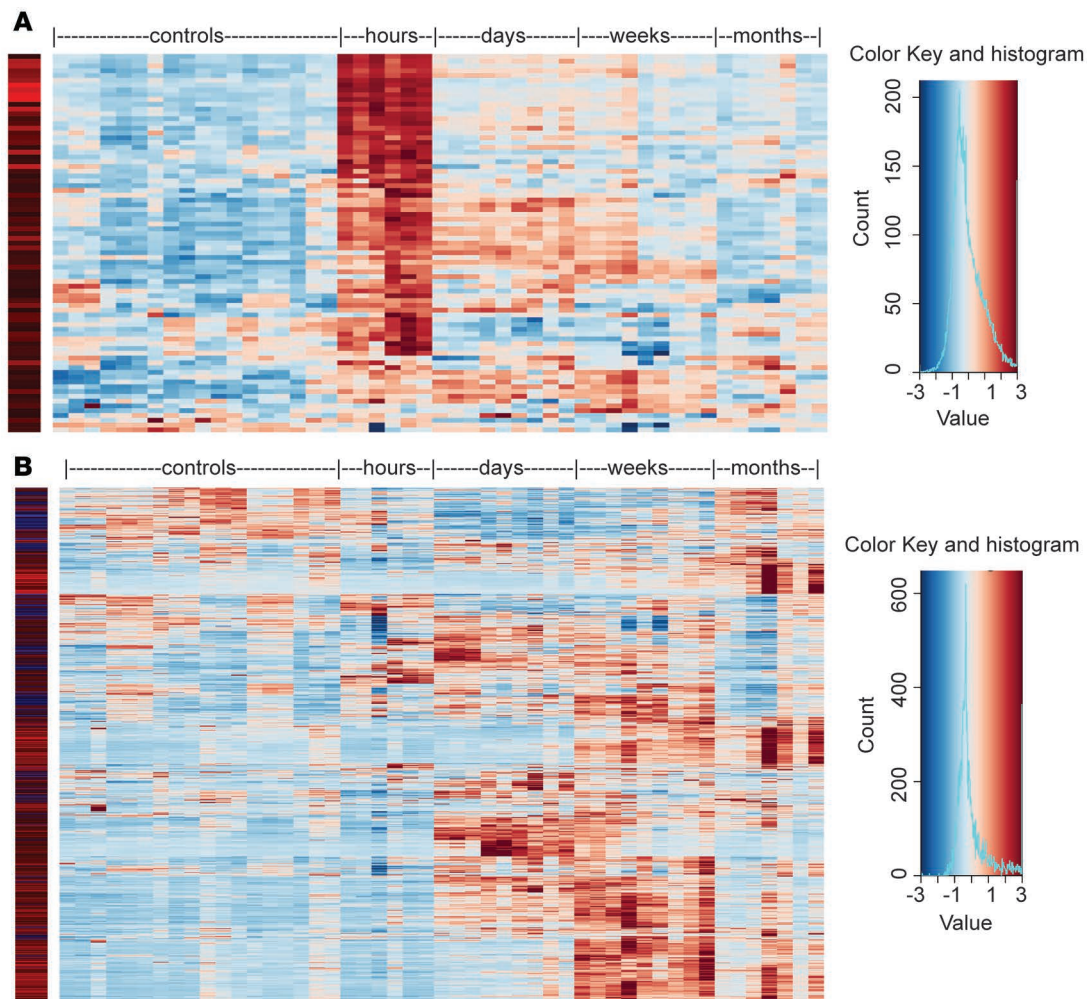 A
|---------------controls-----------------|---hours--|------days-------|----weeks------|--months--|
Color Key and histogram
200
150
100
50
0
Count
-3 -1 1 3
Value
B
|-------------controls--------------|---hours---|-----days-------|----weeks------|--months--|
Color Key and histogram
600
400
200
0
Count
-3 -1 1 3
Value